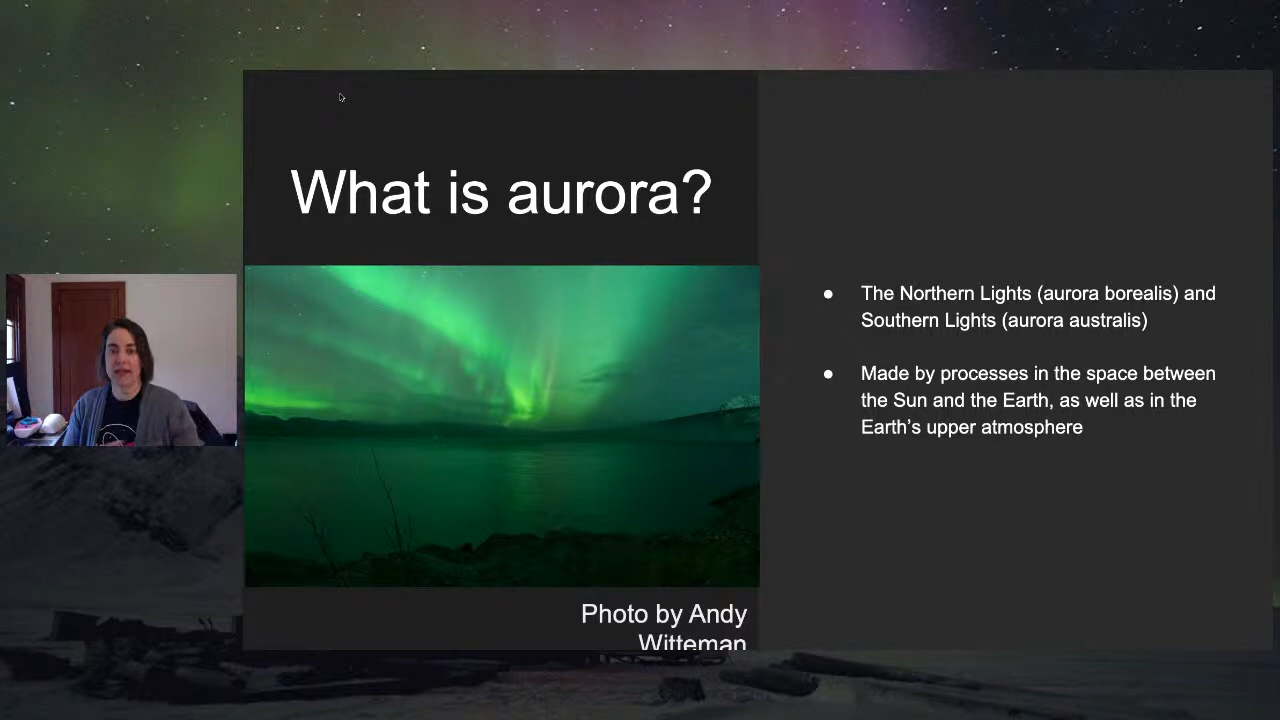 What is aurora?
● The Northern Lights (aurora borealis) and
Southern Lights (aurora australis)
● Made by processes in the space between
the Sun and the Earth, as well as in the
Earth’s upper atmosphere
Photo by Andy
Witteman